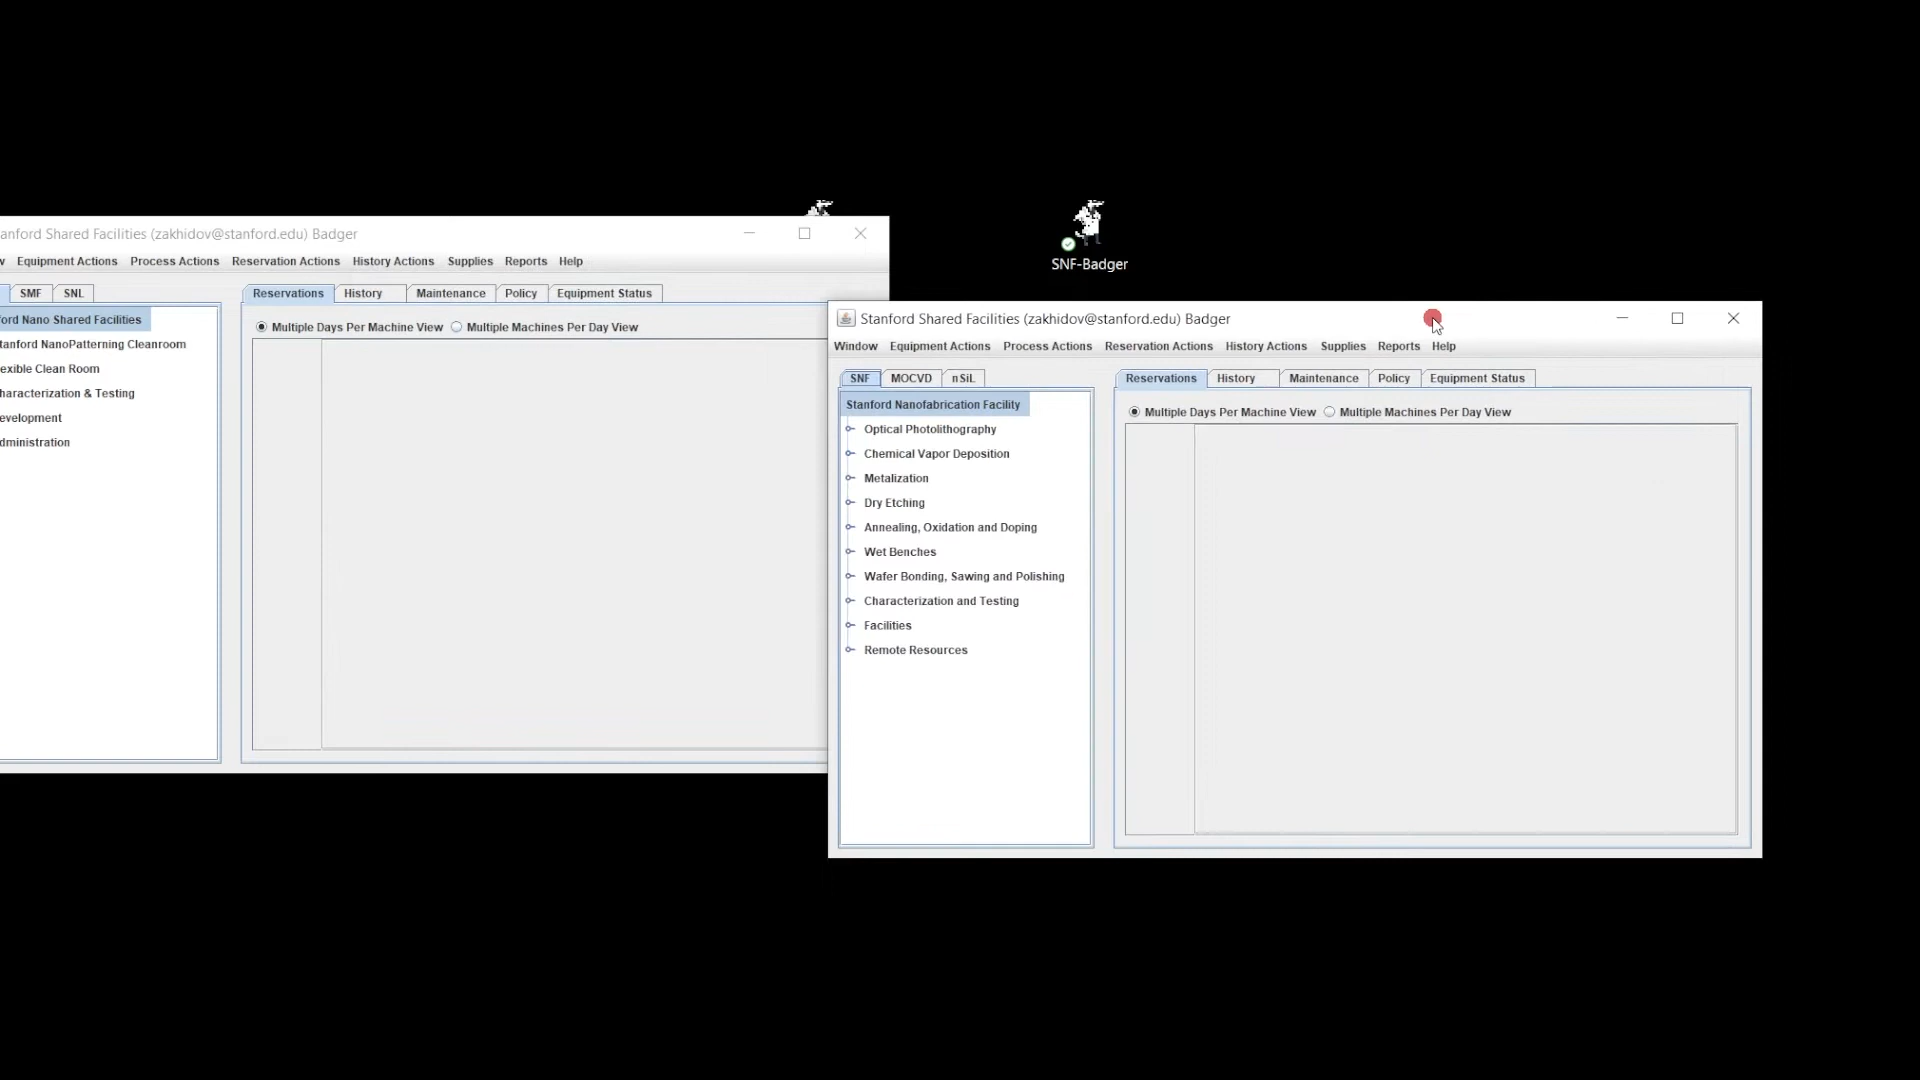 SNF-Badger
anford Shared Facilities (zakhidov@stanford.edu) Badger
w Equipment Actions Process Actions Reservation Actions History Actions Supplies Reports Help
SMF SNL
ord Nano Shared Facilities
tanford NanoPatterning Cleanroom
exible Clean Room
haracterization & Testing
evelopment
dministration
Reservations History Maintenance Policy Equipment Status
Multiple Days Per Machine View Multiple Machines Per Day View
Stanford Shared Facilities (zakhidov@stanford.edu) Badger
Window Equipment Actions Process Actions Reservation Actions History Actions Supplies Reports Help
SNF MOCVD nSiL
Stanford Nanofabrication Facility
Optical Photolithography
Chemical Vapor Deposition
Metalization
Dry Etching
Annealing, Oxidation and Doping
Wet Benches
Wafer Bonding, Sawing and Polishing
Characterization and Testing
Facilities
Remote Resources
Reservations History Maintenance Policy Equipment Status
Multiple Days Per Machine View Multiple Machines Per Day View